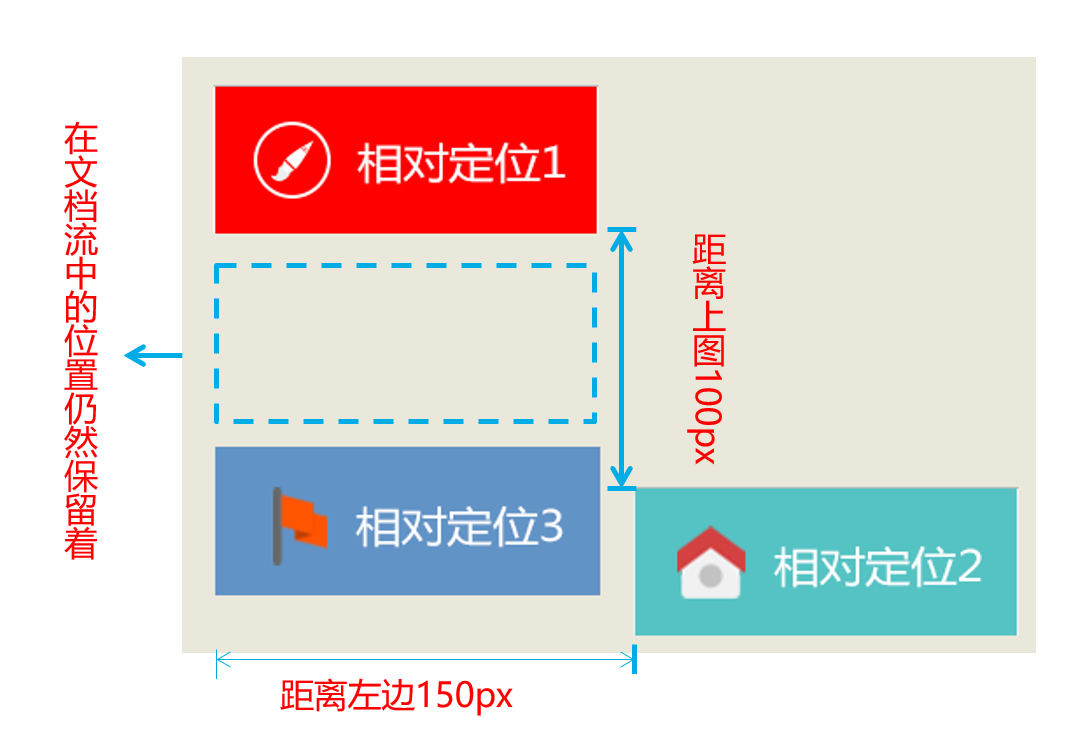 在文档流中的位置仍然保留着
相对定位1
距离上图100px
相对定位3
相对定位2
距离左边150px